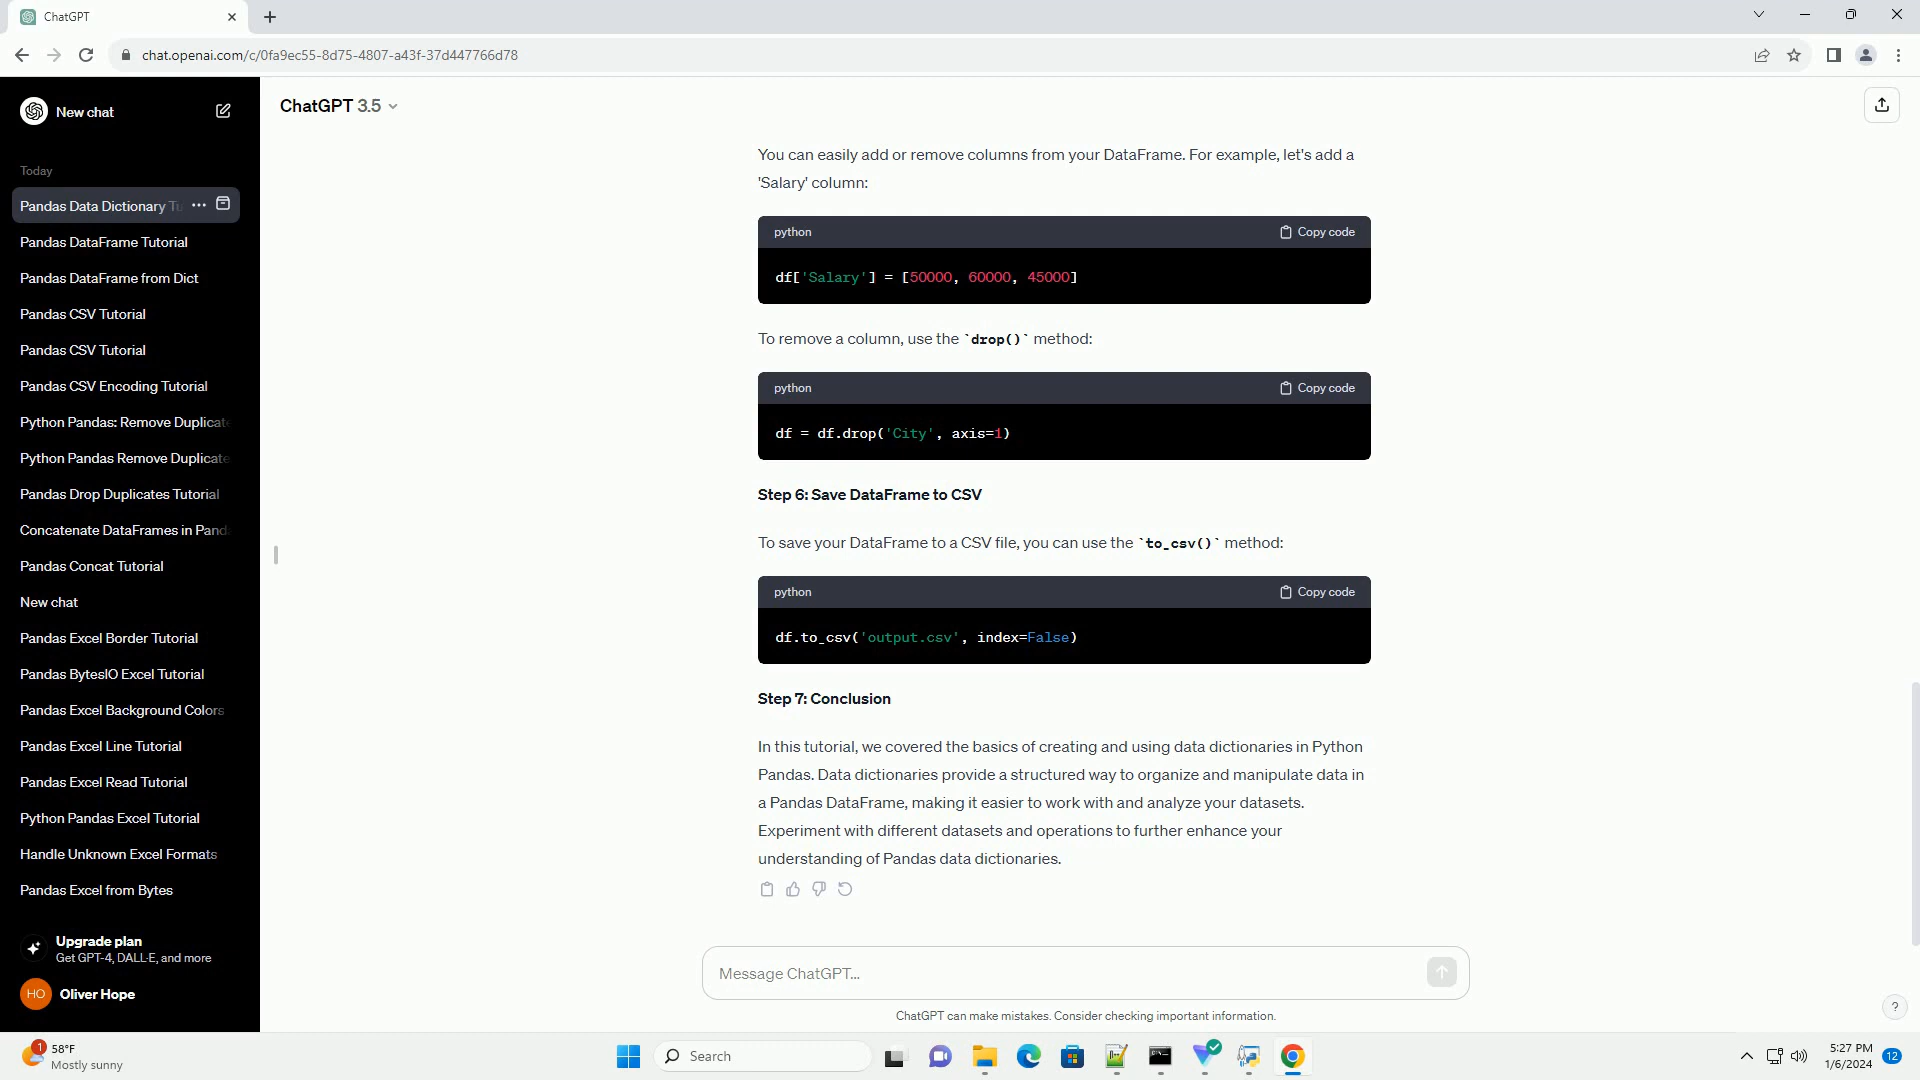 ChatGPT
chat.openai.com/c/0fa9ec55-8d75-4807-a43f-37d447766d78
New chat
ChatGPT 3.5
Today
Pandas Data Dictionary Tu
Pandas DataFrame Tutorial
Pandas DataFrame from Dict
Pandas CSV Tutorial
Pandas CSV Tutorial
Pandas CSV Encoding Tutorial
Python Pandas: Remove Duplicate
Python Pandas Remove Duplicate
Pandas Drop Duplicates Tutorial
Concatenate DataFrames in Panda
Pandas Concat Tutorial
New chat
Pandas Excel Border Tutorial
Pandas BytesIO Excel Tutorial
Pandas Excel Background Colors
Pandas Excel Line Tutorial
Pandas Excel Read Tutorial
Python Pandas Excel Tutorial
Handle Unknown Excel Formats
Pandas Excel from Bytes
Upgrade plan
Get GPT-4, DALL·E, and more
HO Oliver Hope
You can easily add or remove columns from your DataFrame. For example, let's add a
'Salary' column:
python Copy code
df['Salary'] = [50000, 60000, 45000]
To remove a column, use the `drop()` method:
python Copy code
df = df.drop('City', axis=1)
Step 6: Save DataFrame to CSV
To save your DataFrame to a CSV file, you can use the `to_csv()` method:
python Copy code
df.to_csv('output.csv', index=False)
Step 7: Conclusion
In this tutorial, we covered the basics of creating and using data dictionaries in Python
Pandas. Data dictionaries provide a structured way to organize and manipulate data in
a Pandas DataFrame, making it easier to work with and analyze your datasets.
Experiment with different datasets and operations to further enhance your
understanding of Pandas data dictionaries.
Message ChatGPT...
ChatGPT can make mistakes. Consider checking important information.
?
1
58°F
Mostly sunny
Search
5:27 PM
1/6/2024
12